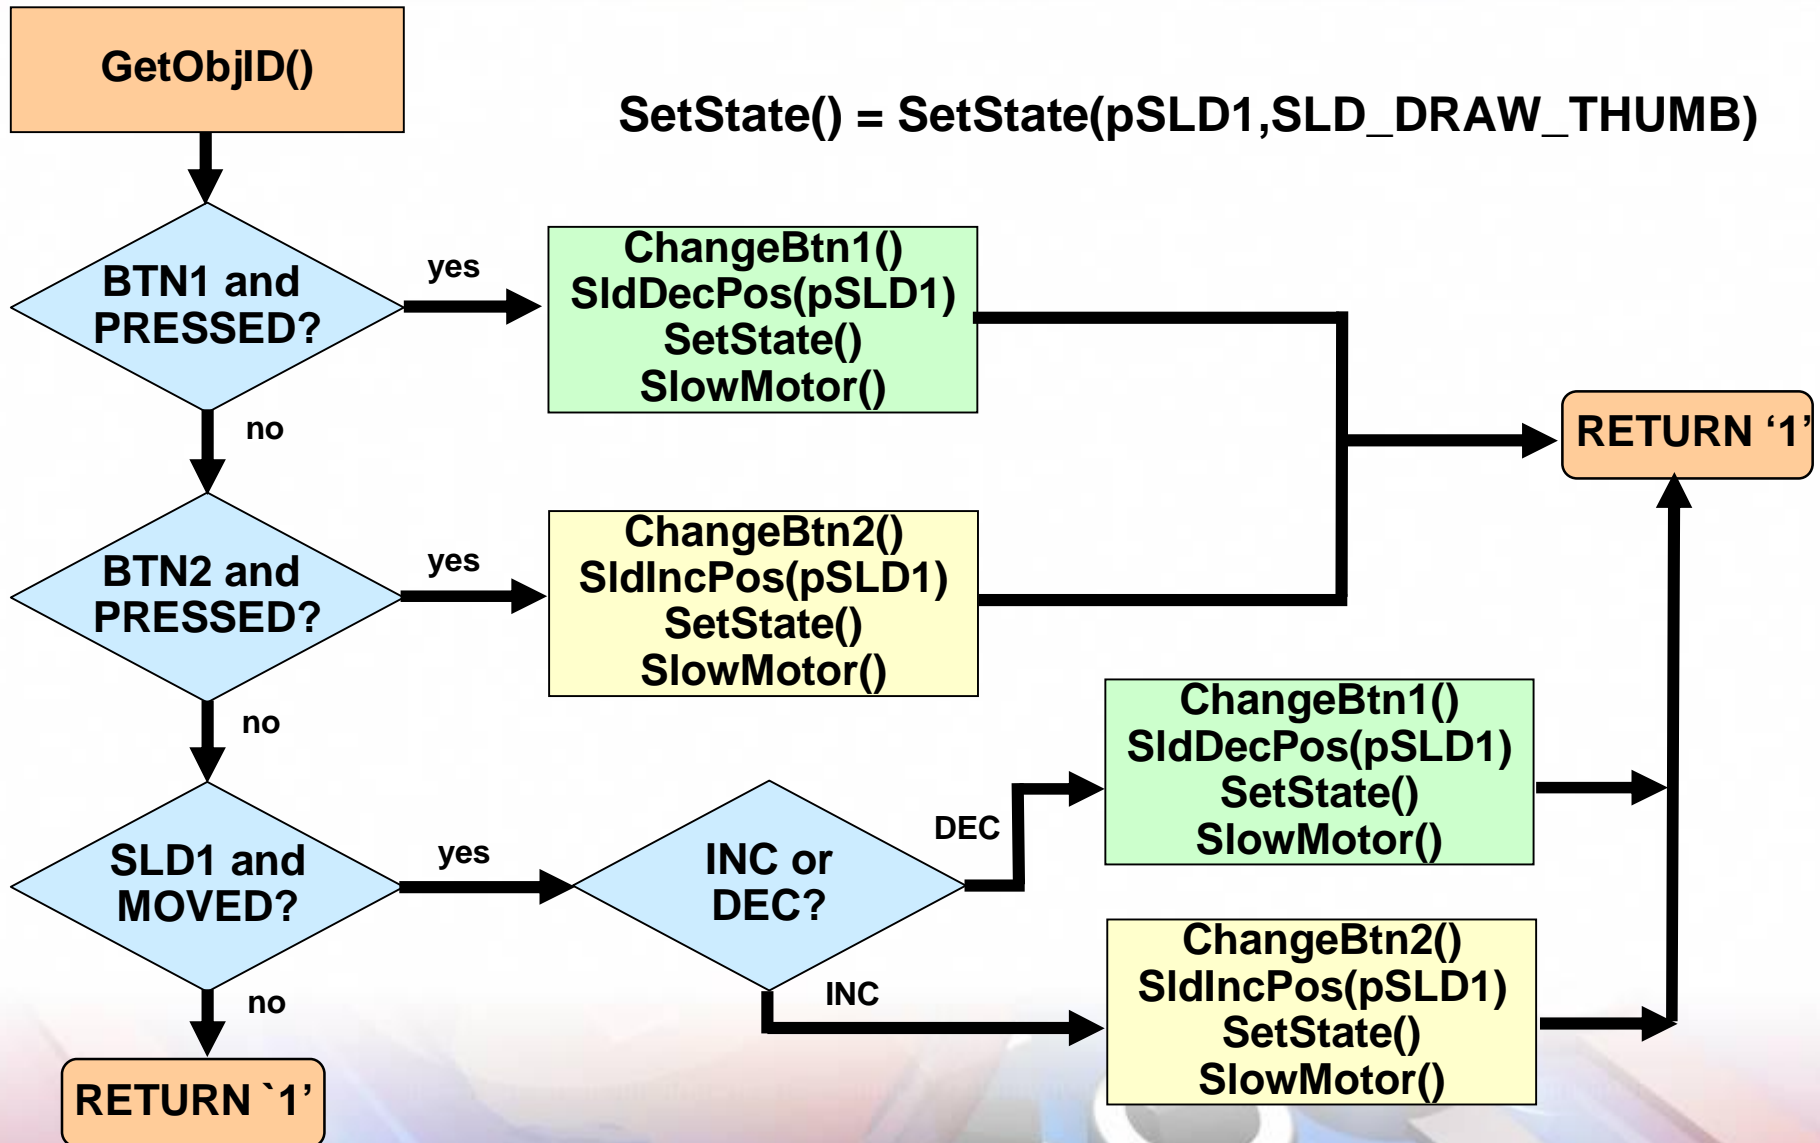 GetObjID()
SetState() = SetState(pSLD1,SLD_DRAW_THUMB)
BTN1 and
PRESSED?
yes
ChangeBtn1()
SldDecPos(pSLD1)
SetState()
SlowMotor()
no
RETURN ‘1’
BTN2 and
PRESSED?
yes
ChangeBtn2()
SldIncPos(pSLD1)
SetState()
SlowMotor()
no
SLD1 and
MOVED?
yes
INC or
DEC?
DEC
ChangeBtn1()
SldDecPos(pSLD1)
SetState()
SlowMotor()
INC
ChangeBtn2()
SldIncPos(pSLD1)
SetState()
SlowMotor()
no
RETURN `1’